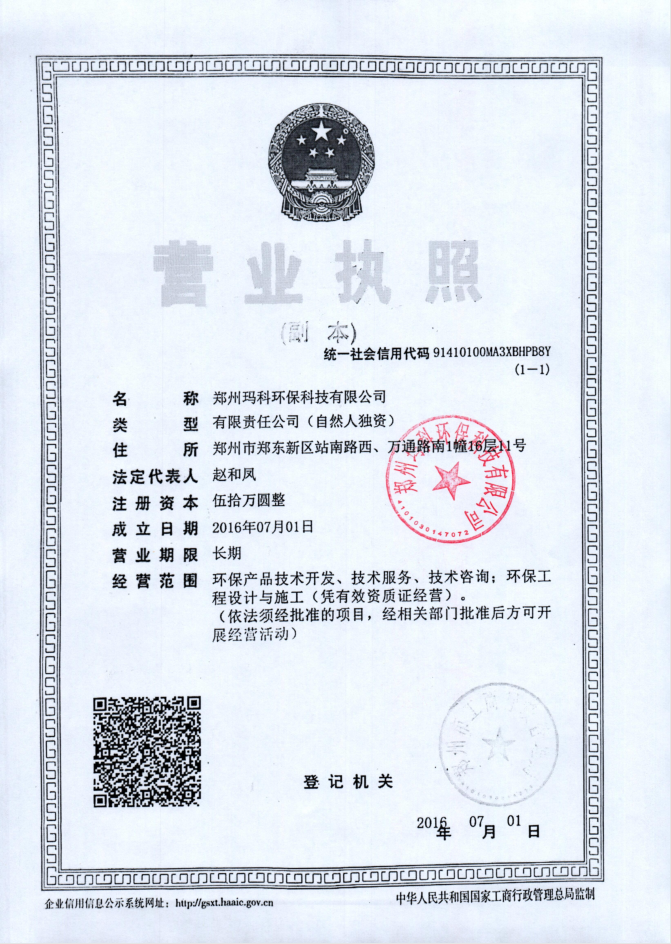 营业执照
(副 本)
统一社会信用代码 91410100MA3XBHPB8Y
(1—1)
名 称 郑州玛科环保科技有限公司
类 型 有限责任公司（自然人独资）
住 所 郑州市郑东新区站南路西、万通路南1幢16层11号
法定代表人 赵和凤
注册资本 伍拾万圆整
成立日期 2016年07月01日
营业期限 长期
经营范围 环保产品技术开发、技术服务、技术咨询；环保工
程设计与施工（凭有效资质证经营）。
（依法须经批准的项目，经相关部门批准后方可开
展经营活动）
郑州玛科环保科技有限公司
4101030147072
登记机关
2016年 07月 01日
企业信用信息公示系统网址：http://gsxt.haaic.gov.cn
中华人民共和国国家工商行政管理总局监制